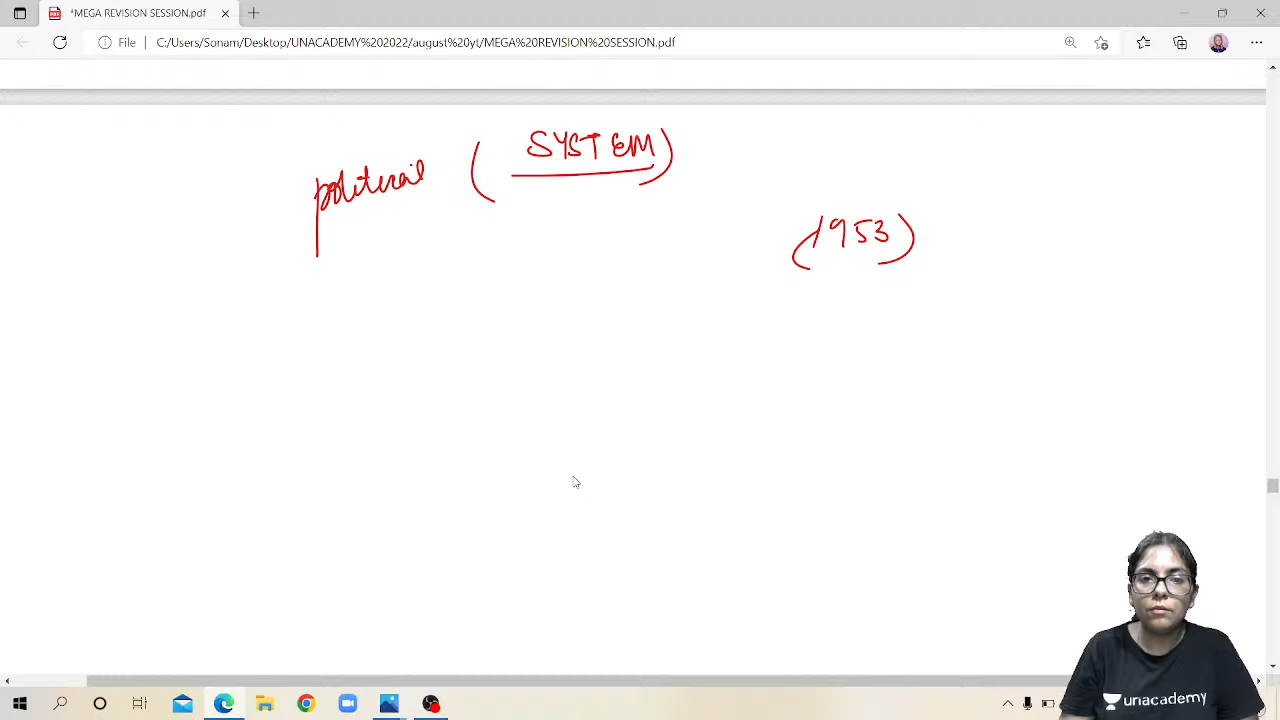 *MEGA REVISION SESSION.pdf
File | C:/Users/Sonam/Desktop/UNACADEMY%202022/august%20yt/MEGA%20REVISION%20SESSION.pdf
political ( SYSTEM )
(1953)
unacademy